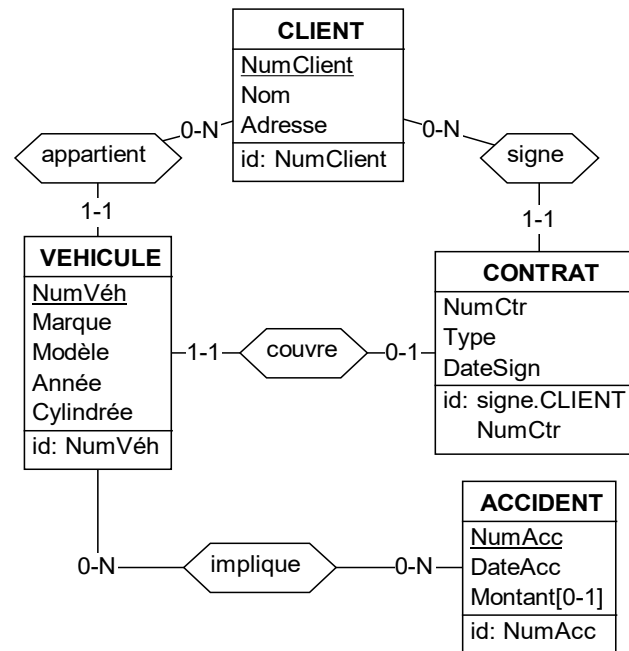 CLIENT
NumClient
Nom
Adresse
id: NumClient
0-N
0-N
appartient
signe
1-1
1-1
VEHICULE
NumVéh
Marque
Modèle
Année
Cylindrée
id: NumVéh
1-1
couvre
0-1
CONTRAT
NumCtr
Type
DateSign
id: signe.CLIENT
NumCtr
0-N
implique
0-N
ACCIDENT
NumAcc
DateAcc
Montant[0-1]
id: NumAcc